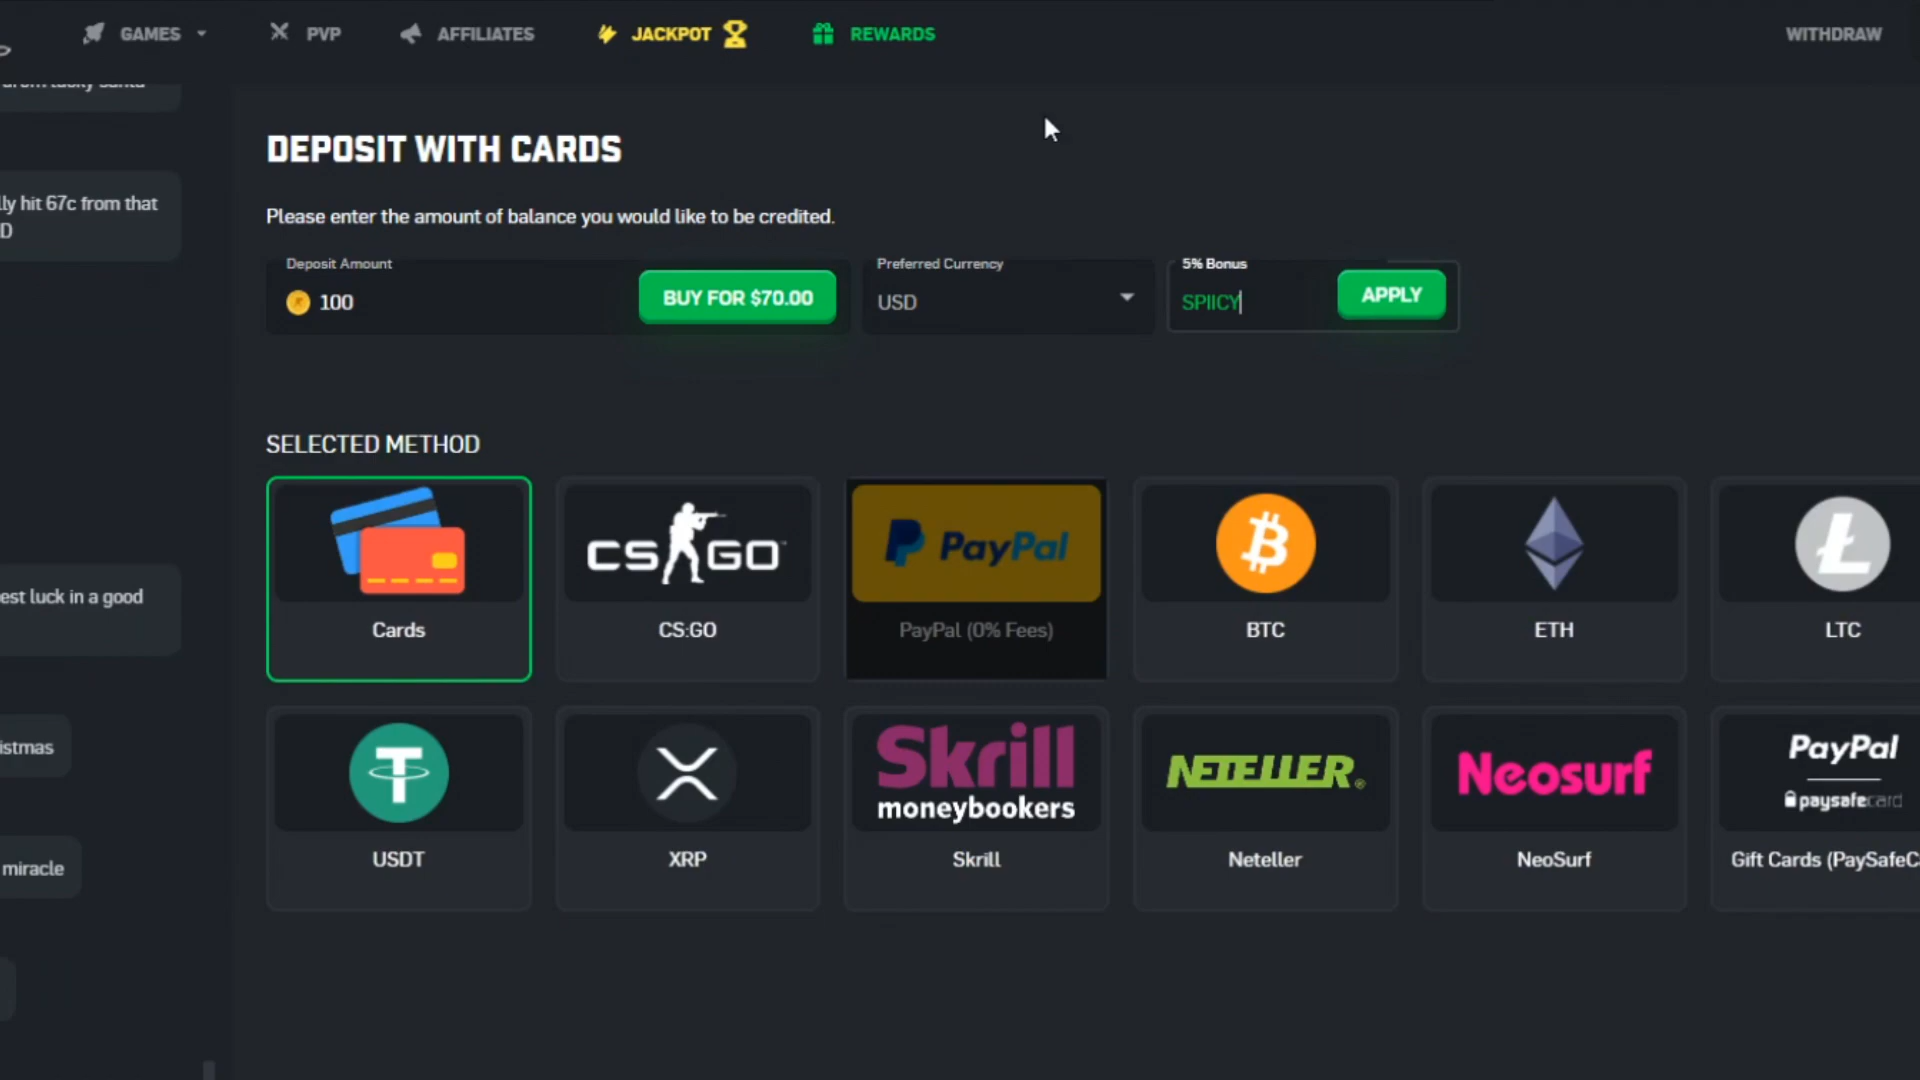 GAMES PVP AFFILIATES JACKPOT REWARDS WITHDRAW
lly hit 67c from that
D
est luck in a good
istmas
miracle
DEPOSIT WITH CARDS
Please enter the amount of balance you would like to be credited.
Deposit Amount
100
BUY FOR $70.00
Preferred Currency
USD
5% Bonus
SPIICY
APPLY
SELECTED METHOD
Cards
CS GO
CS:GO
PayPal
PayPal (0% Fees)
BTC
ETH
LTC
USDT
XRP
Skrill
moneybookers
Skrill
NETELLER
Neteller
Neosurf
NeoSurf
PayPal
paysafecard
Gift Cards (PaySafeC